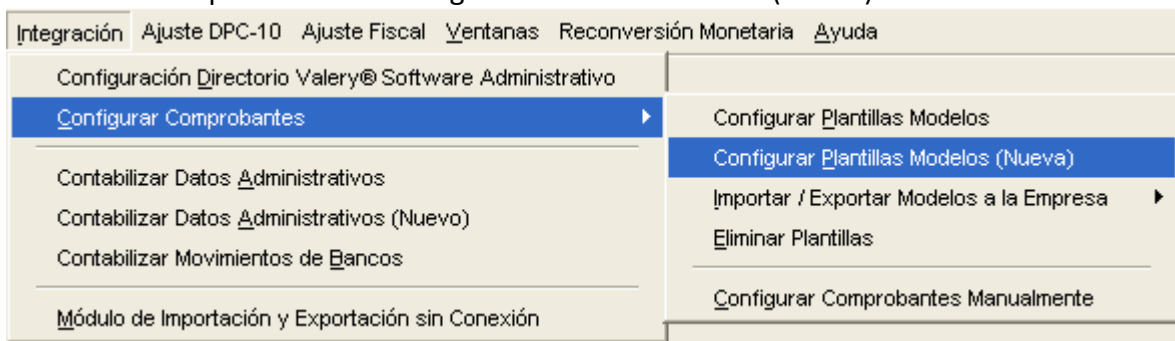 Integración Ajuste DPC-10 Ajuste Fiscal Ventanas Reconversión Monetaria Ayuda
Configuración Directorio Valery® Software Administrativo
Configurar Comprobantes
Contabilizar Datos Administrativos
Contabilizar Datos Administrativos (Nuevo)
Contabilizar Movimientos de Bancos
Módulo de Importación y Exportación sin Conexión
Configurar Plantillas Modelos
Configurar Plantillas Modelos (Nueva)
Importar / Exportar Modelos a la Empresa
Eliminar Plantillas
Configurar Comprobantes Manualmente